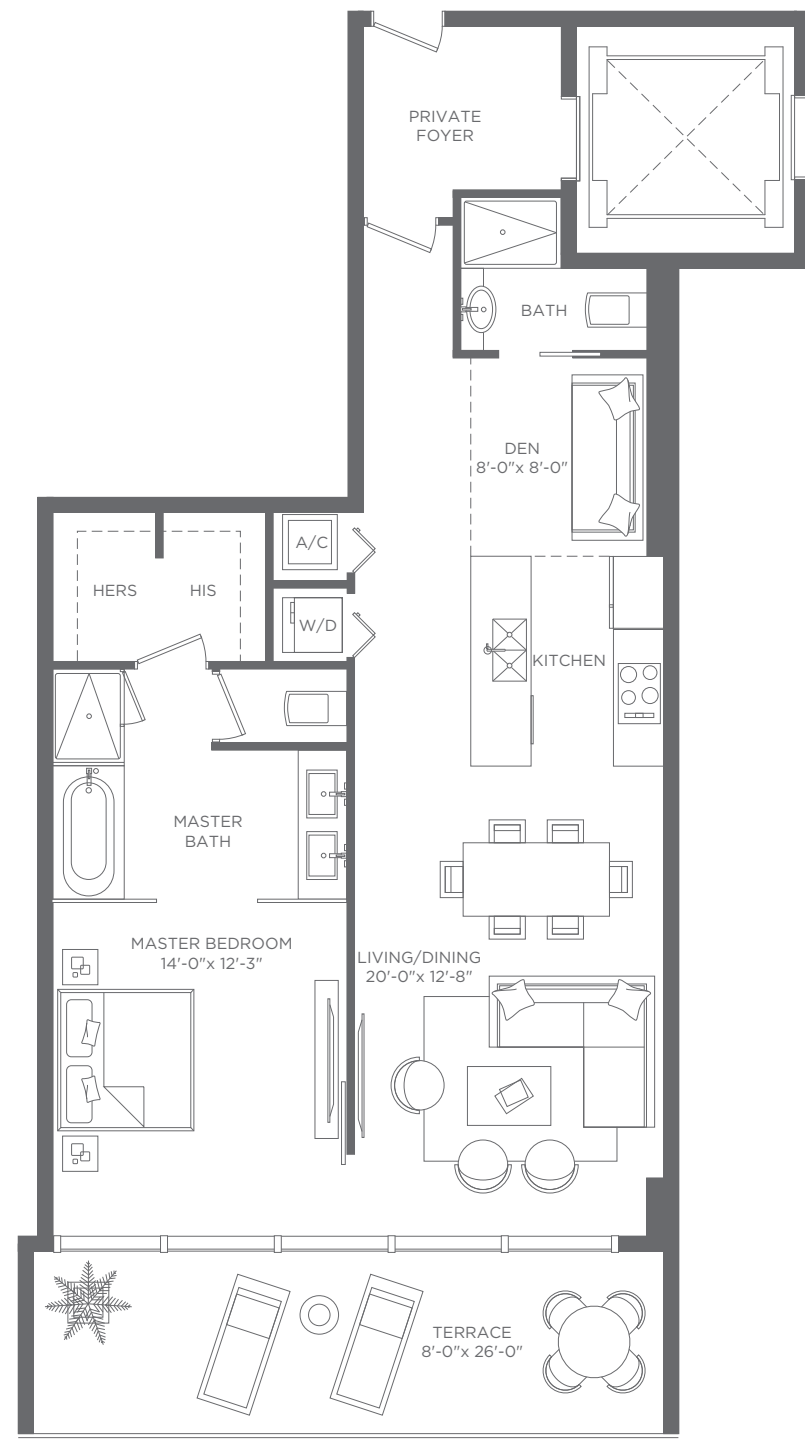 PRIVATE
FOYER
BATH
DEN
8'-0"x 8'-0"
A/C
HERS
HIS
W/D
KITCHEN
MASTER
BATH
MASTER BEDROOM
14'-0"x 12'-3"
LIVING/DINING
20'-0"x 12'-8"
TERRACE
8'-0"x 26'-0"